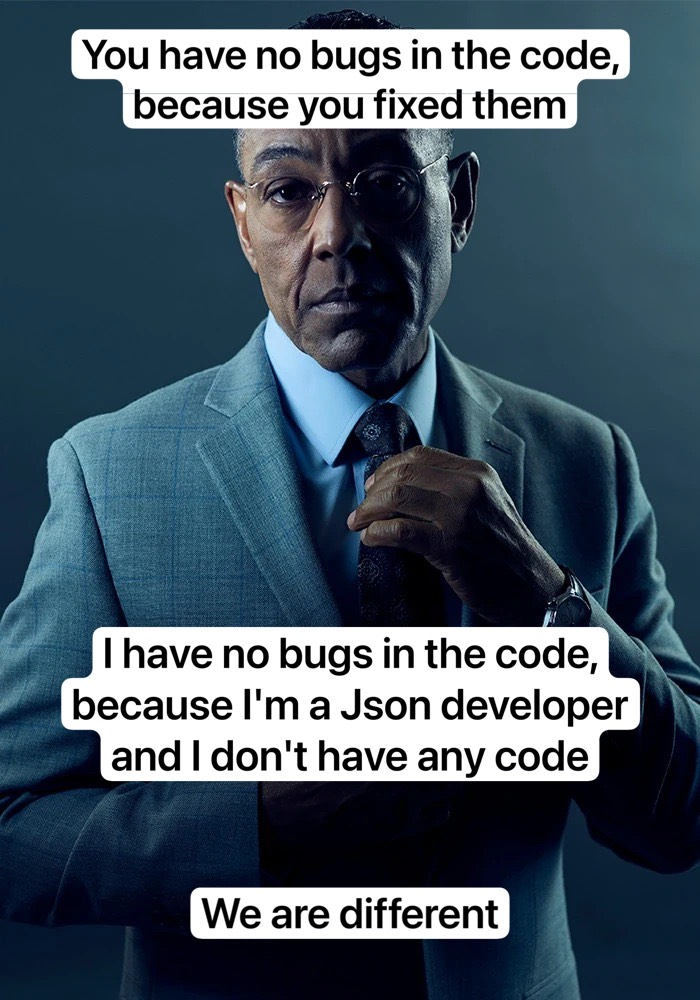 You have no bugs in the code,
because you fixed them
I have no bugs in the code,
because I'm a Json developer
and I don't have any code
We are different